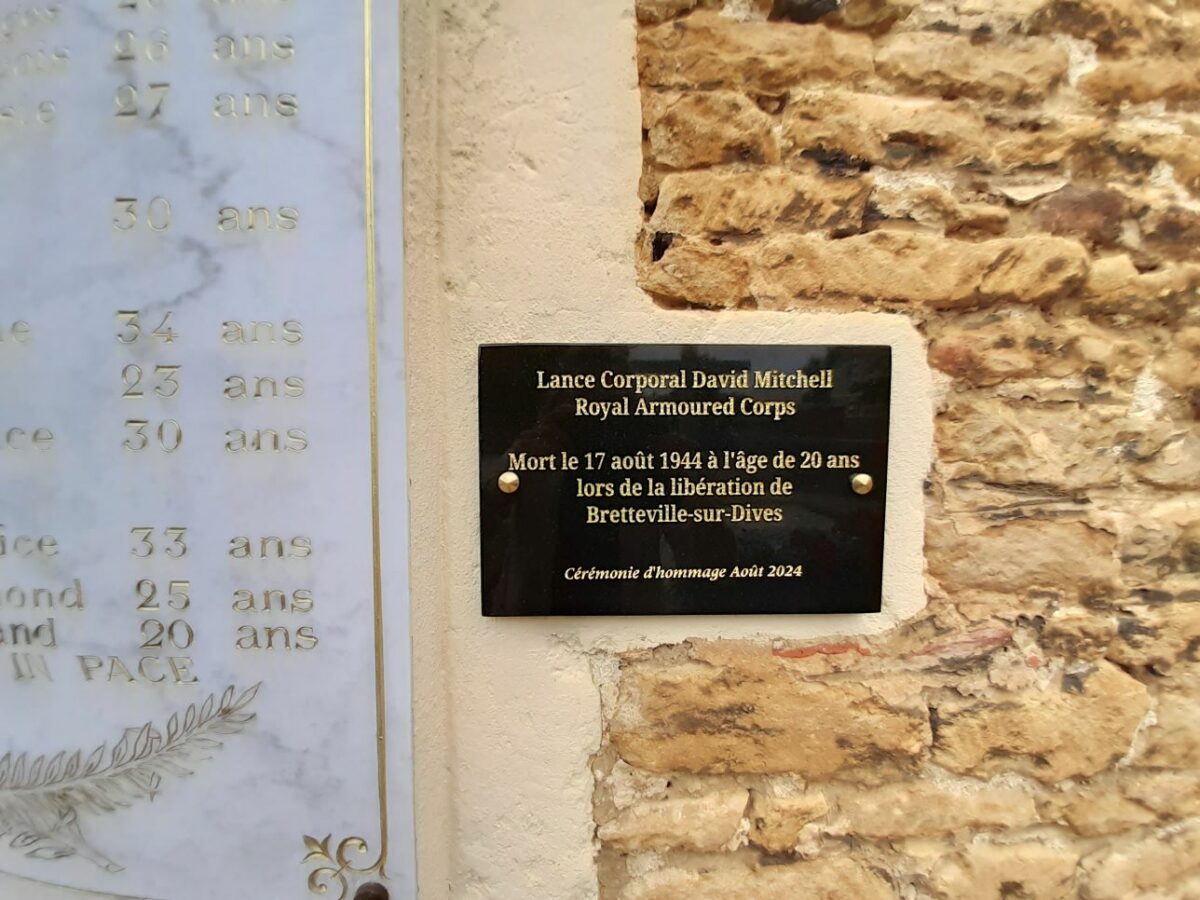 26 ans
27 ans
30 ans
34 ans
23 ans
30 ans
33 ans
25 ans
20 ans
IN PACE
Lance Corporal David Mitchell
Royal Armoured Corps
Mort le 17 août 1944 à l'âge de 20 ans
lors de la libération de
Bretteville-sur-Dives
Cérémonie d'hommage Août 2024